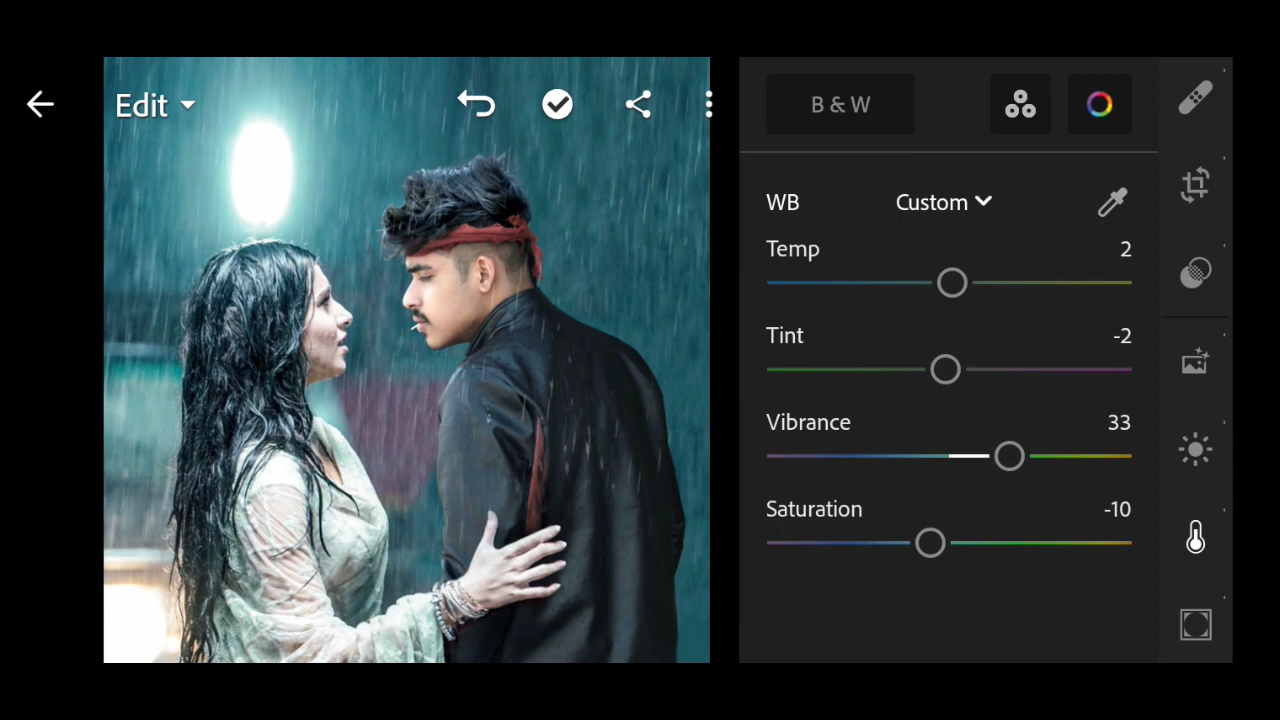 Edit
B & W
WB Custom
Temp 2
Tint -2
Vibrance 33
Saturation -10